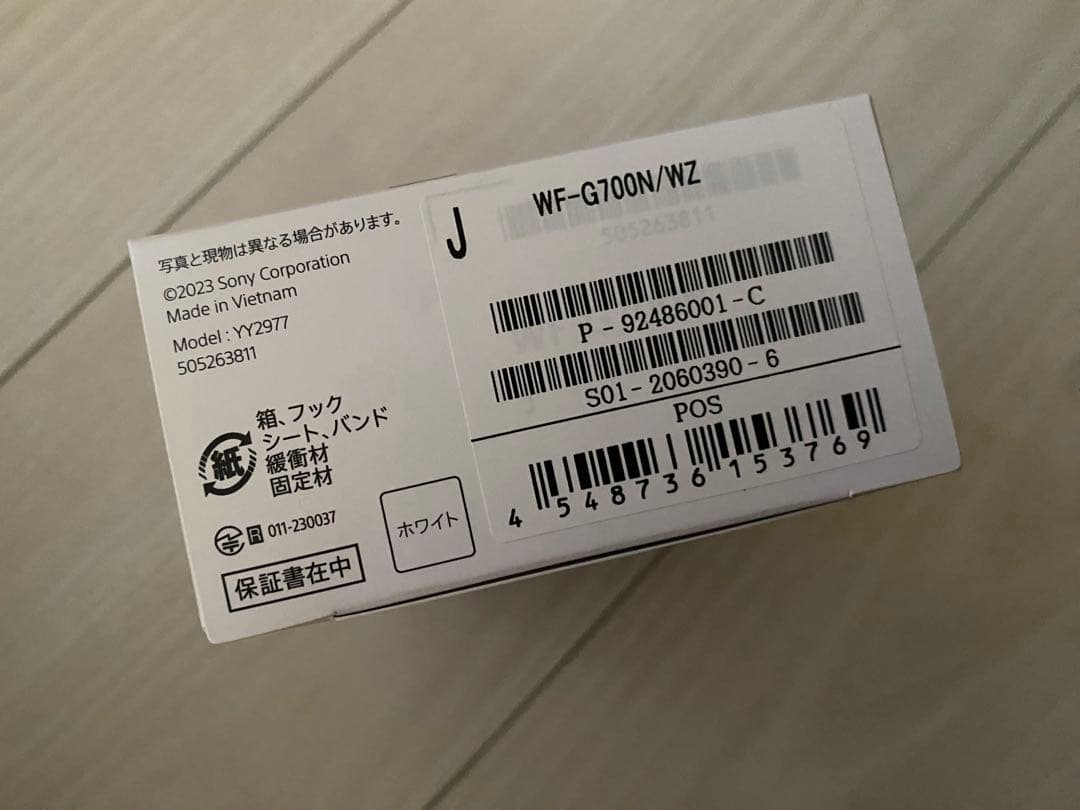 写真と現物は異なる場合があります。
©2023 Sony Corporation
Made in Vietnam
Model : YY2977
505263811
紙
箱、フック
シート、バンド
緩衝材
固定材
R 011-230037
保証書在中
ホワイト
J
WF-G700N/WZ
505263811
P-92486001-C
S01-2060390-6
POS
4548736153769